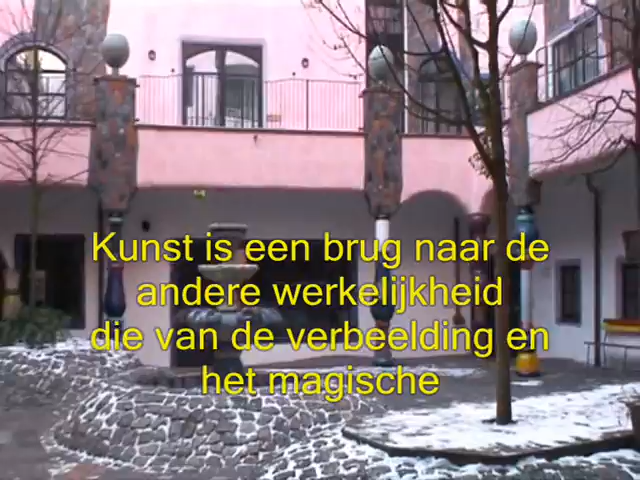 Kunst is een brug naar de
andere werkelijkheid
die van de verbeelding en
het magische